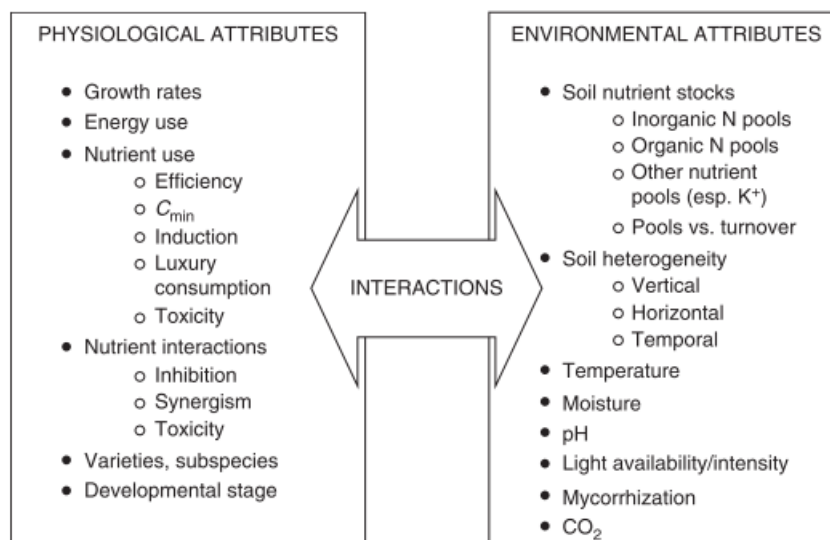 PHYSIOLOGICAL ATTRIBUTES
• Growth rates
• Energy use
• Nutrient use
○ Efficiency
○ Cmin
○ Induction
○ Luxury
consumption
○ Toxicity
• Nutrient interactions
○ Inhibition
○ Synergism
○ Toxicity
• Varieties, subspecies
• Developmental stage
INTERACTIONS
ENVIRONMENTAL ATTRIBUTES
• Soil nutrient stocks
○ Inorganic N pools
○ Organic N pools
○ Other nutrient
pools (esp. K⁺)
○ Pools vs. turnover
• Soil heterogeneity
○ Vertical
○ Horizontal
○ Temporal
• Temperature
• Moisture
• pH
• Light availability/intensity
• Mycorrhization
• CO₂